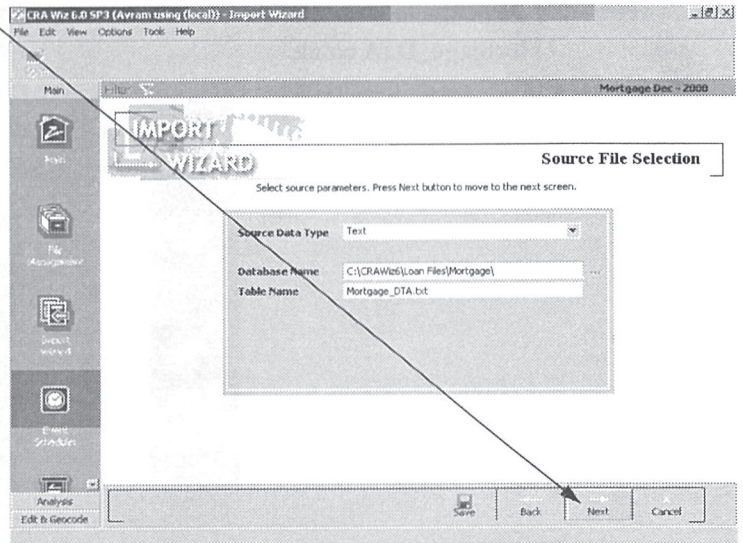 CRA Wiz 6.0 SP3 (Avram using (local)) - Import Wizard
File Edit View Options Tools Help
Main
Filter
Mortgage Dec - 2000
IMPORT
WIZARD
Source File Selection
Select source parameters. Press Next button to move to the next screen.
Source Data Type Text
Database Name C:\CRAWiz6\Loan Files\Mortgage\ ...
Table Name Mortgage_DTA.txt
Main
File
Management
Import
Wizard
Event
Scheduler
Analysis
Edit & Geocode
Save Back Next Cancel